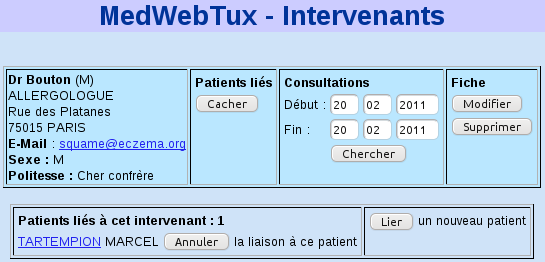 MedWebTux - Intervenants
Dr Bouton (M)
ALLERGOLOGUE
Rue des Platanes
75015 PARIS
E-Mail : squame@eczema.org
Sexe : M
Politesse : Cher confrère
Patients liés
Cacher
Consultations
Début : 20 02 2011
Fin : 20 02 2011
Chercher
Fiche
Modifier
Supprimer
Patients liés à cet intervenant : 1
TARTEMPION MARCEL Annuler la liaison à ce patient
Lier un nouveau patient